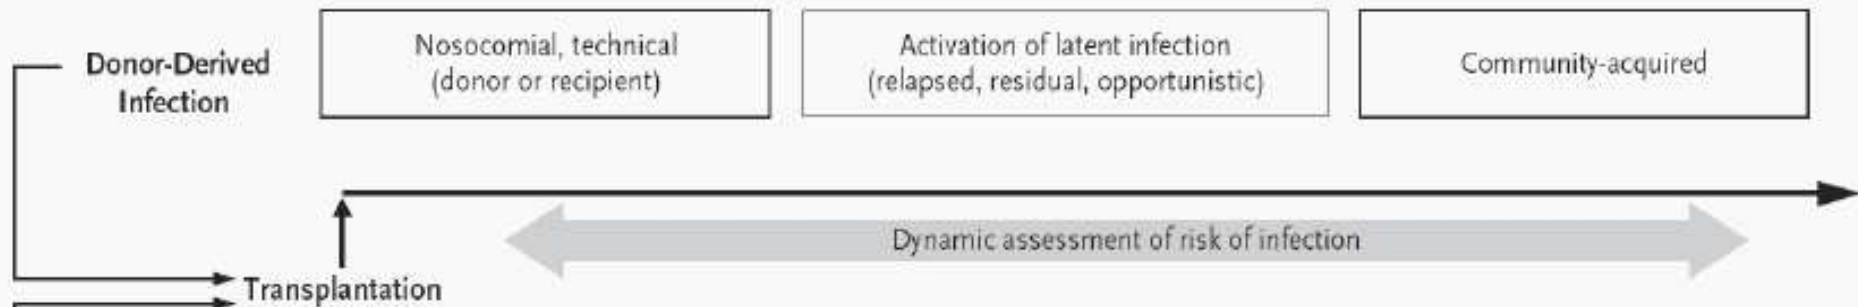 Donor-Derived
Infection
Nosocomial, technical
(donor or recipient)
Activation of latent infection
(relapsed, residual, opportunistic)
Community-acquired
Dynamic assessment of risk of infection
Transplantation